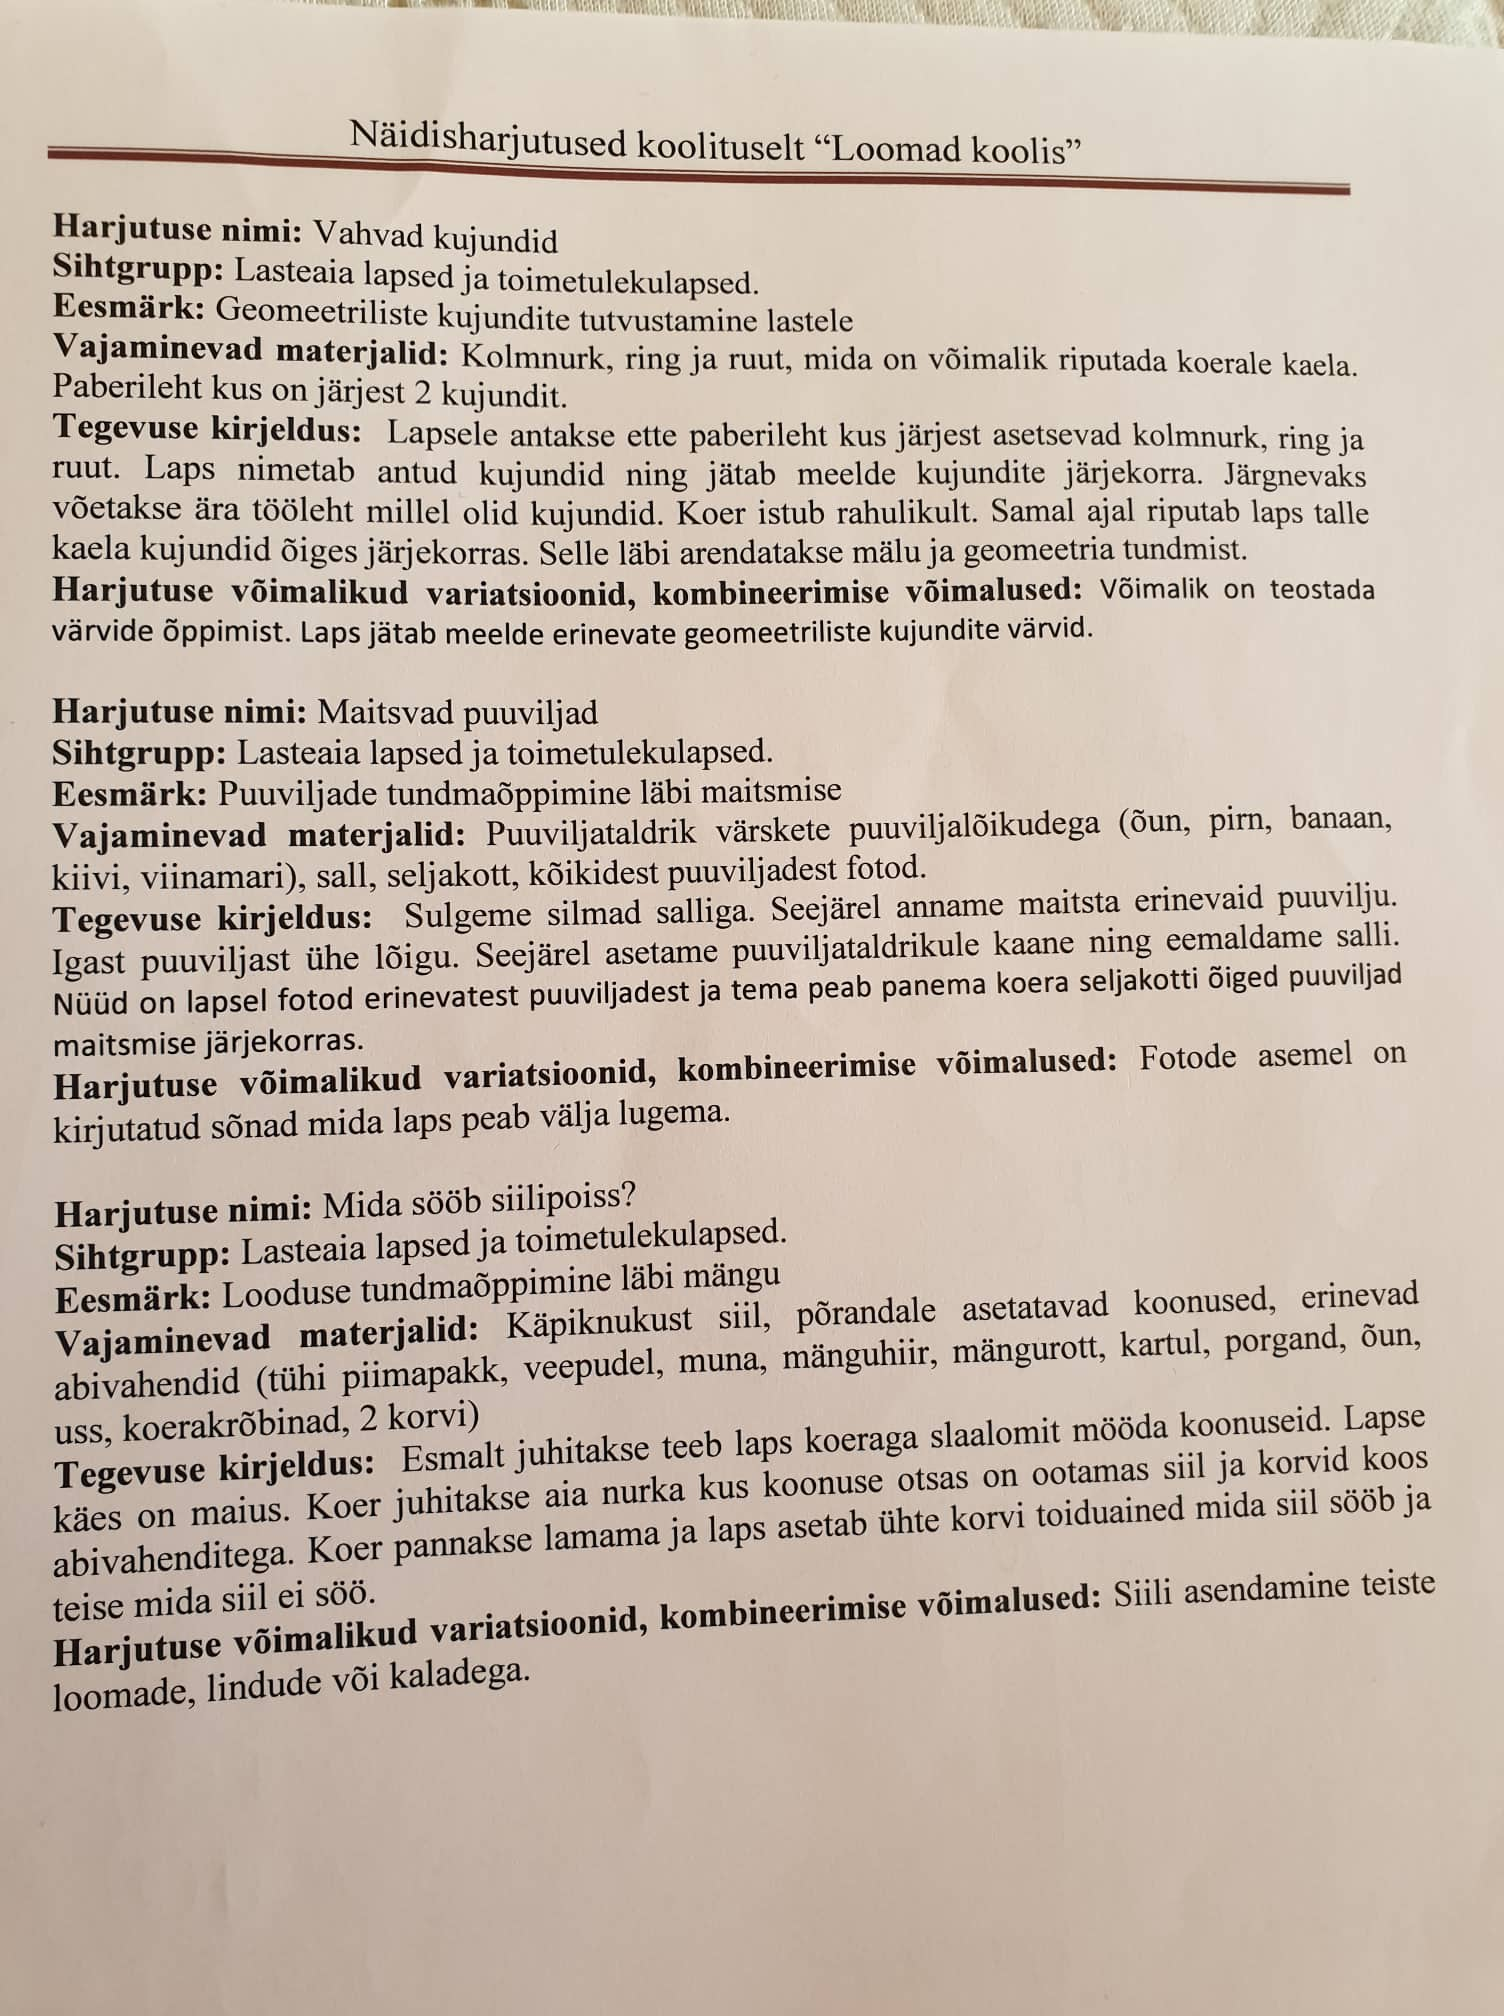 Näidisharjutused koolituselt “Loomad koolis”
Harjutuse nimi: Vahvad kujundid
Sihtgrupp: Lasteaia lapsed ja toimetulekulapsed.
Eesmärk: Geomeetriliste kujundite tutvustamine lastele
Vajaminevad materjalid: Kolmnurk, ring ja ruut, mida on võimalik riputada koerale kaela.
Paberileht kus on järjest 2 kujundit.
Tegevuse kirjeldus: Lapsele antakse ette paberileht kus järjest asetsevad kolmnurk, ring ja
ruut. Laps nimetab antud kujundid ning jätab meelde kujundite järjekorra. Järgnevaks
võetakse ära tööleht millel olid kujundid. Koer istub rahulikult. Samal ajal riputab laps talle
kaela kujundid õiges järjekorras. Selle läbi arendatakse mälu ja geomeetria tundmist.
Harjutuse võimalikud variatsioonid, kombineerimise võimalused: Võimalik on teostada
värvide õppimist. Laps jätab meelde erinevate geomeetriliste kujundite värvid.
Harjutuse nimi: Maitsvad puuviljad
Sihtgrupp: Lasteaia lapsed ja toimetulekulapsed.
Eesmärk: Puuviljade tundmaõppimine läbi maitsmise
Vajaminevad materjalid: Puuviljataldrik värskete puuviljalõikudega (õun, pirn, banaan,
kiivi, viinamari), sall, seljakott, kõikidest puuviljadest fotod.
Tegevuse kirjeldus: Sulgeme silmad salliga. Seejärel anname maitsta erinevaid puuvilju.
Igast puuviljast ühe lõigu. Seejärel asetame puuviljataldrikule kaane ning eemaldame salli.
Nüüd on lapsel fotod erinevatest puuviljadest ja tema peab panema koera seljakotti õiged puuviljad
maitsmise järjekorras.
Harjutuse võimalikud variatsioonid, kombineerimise võimalused: Fotode asemel on
kirjutatud sõnad mida laps peab välja lugema.
Harjutuse nimi: Mida sööb siilipoiss?
Sihtgrupp: Lasteaia lapsed ja toimetulekulapsed.
Eesmärk: Looduse tundmaõppimine läbi mängu
Vajaminevad materjalid: Käpiknukust siil, põrandale asetatavad koonused, erinevad
abivahendid (tühi piimapakk, veepudel, muna, mänguhiir, mängurott, kartul, porgand, õun,
uss, koerakrõbinad, 2 korvi)
Tegevuse kirjeldus: Esmalt juhitakse teeb laps koeraga slaalomit mööda koonuseid. Lapse
käes on maius. Koer juhitakse aia nurka kus koonuse otsas on ootamas siil ja korvid koos
abivahenditega. Koer pannakse lamama ja laps asetab ühte korvi toiduained mida siil sööb ja
teise mida siil ei söö.
Harjutuse võimalikud variatsioonid, kombineerimise võimalused: Siili asendamine teiste
loomade, lindude või kaladega.